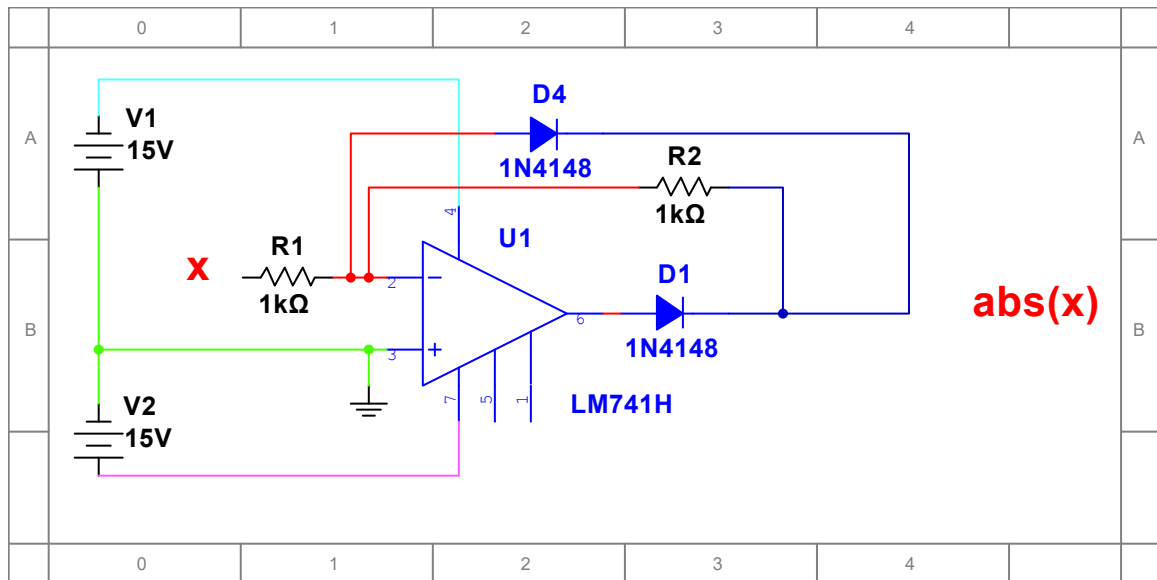 0 1 2 3 4
A A
B B
V1
15V
D4
1N4148
R2
1kΩ
4
U1
x
R1
1kΩ
2
−
D1
1N4148
6
abs(x)
3
+
7
5
1
LM741H
V2
15V
0 1 2 3 4